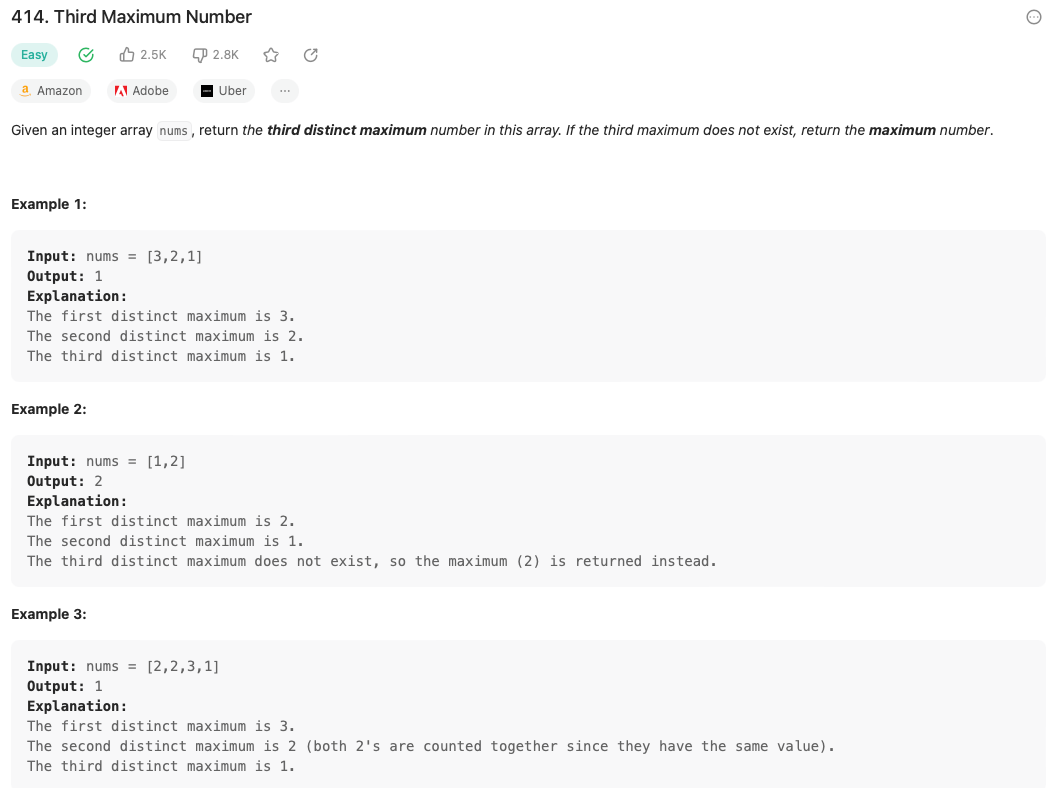 414. Third Maximum Number
Easy 2.5K 2.8K
Amazon Adobe Uber ...
Given an integer array nums, return the third distinct maximum number in this array. If the third maximum does not exist, return the maximum number.
Example 1:
Input: nums = [3,2,1]
Output: 1
Explanation:
The first distinct maximum is 3.
The second distinct maximum is 2.
The third distinct maximum is 1.
Example 2:
Input: nums = [1,2]
Output: 2
Explanation:
The first distinct maximum is 2.
The second distinct maximum is 1.
The third distinct maximum does not exist, so the maximum (2) is returned instead.
Example 3:
Input: nums = [2,2,3,1]
Output: 1
Explanation:
The first distinct maximum is 3.
The second distinct maximum is 2 (both 2's are counted together since they have the same value).
The third distinct maximum is 1.